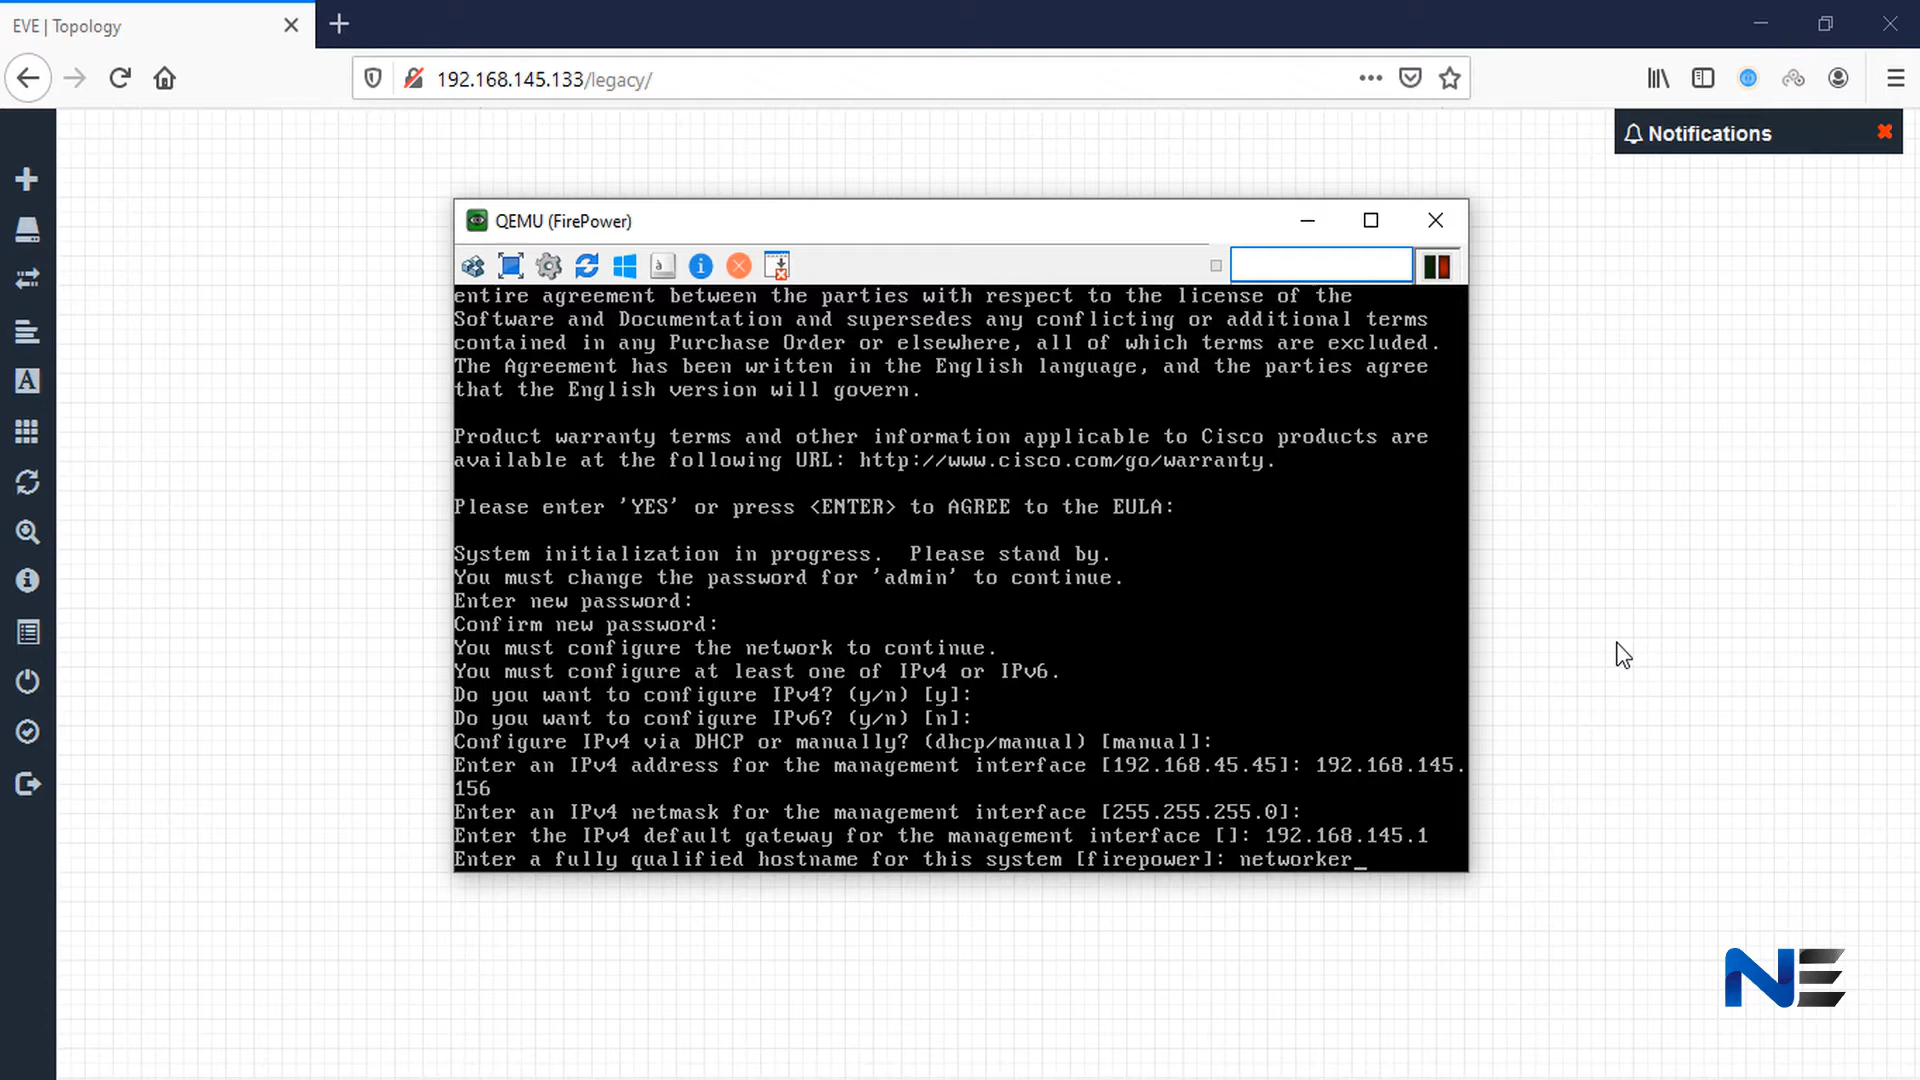 EVE | Topology
192.168.145.133/legacy/
Notifications
QEMU (FirePower)
entire agreement between the parties with respect to the license of the
Software and Documentation and supersedes any conflicting or additional terms
contained in any Purchase Order or elsewhere, all of which terms are excluded.
The Agreement has been written in the English language, and the parties agree
that the English version will govern.
Product warranty terms and other information applicable to Cisco products are
available at the following URL: http://www.cisco.com/go/warranty.
Please enter 'YES' or press <ENTER> to AGREE to the EULA:
System initialization in progress.  Please stand by.
You must change the password for 'admin' to continue.
Enter new password:
Confirm new password:
You must configure the network to continue.
You must configure at least one of IPv4 or IPv6.
Do you want to configure IPv4? (y/n) [y]:
Do you want to configure IPv6? (y/n) [n]:
Configure IPv4 via DHCP or manually? (dhcp/manual) [manual]:
Enter an IPv4 address for the management interface [192.168.45.45]: 192.168.145.
156
Enter an IPv4 netmask for the management interface [255.255.255.0]:
Enter the IPv4 default gateway for the management interface []: 192.168.145.1
Enter a fully qualified hostname for this system [firepower]: networker_
NE